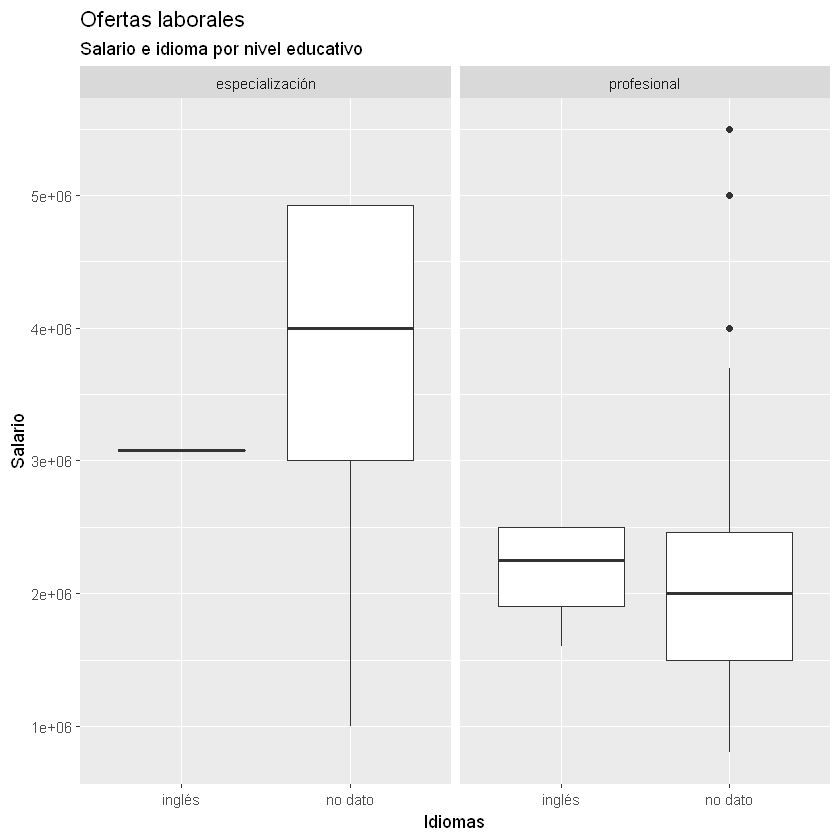 Ofertas laborales
Salario e idioma por nivel educativo
especialización
profesional
5e+06
4e+06
3e+06
2e+06
1e+06
Salario
inglés
no dato
inglés
no dato
Idiomas